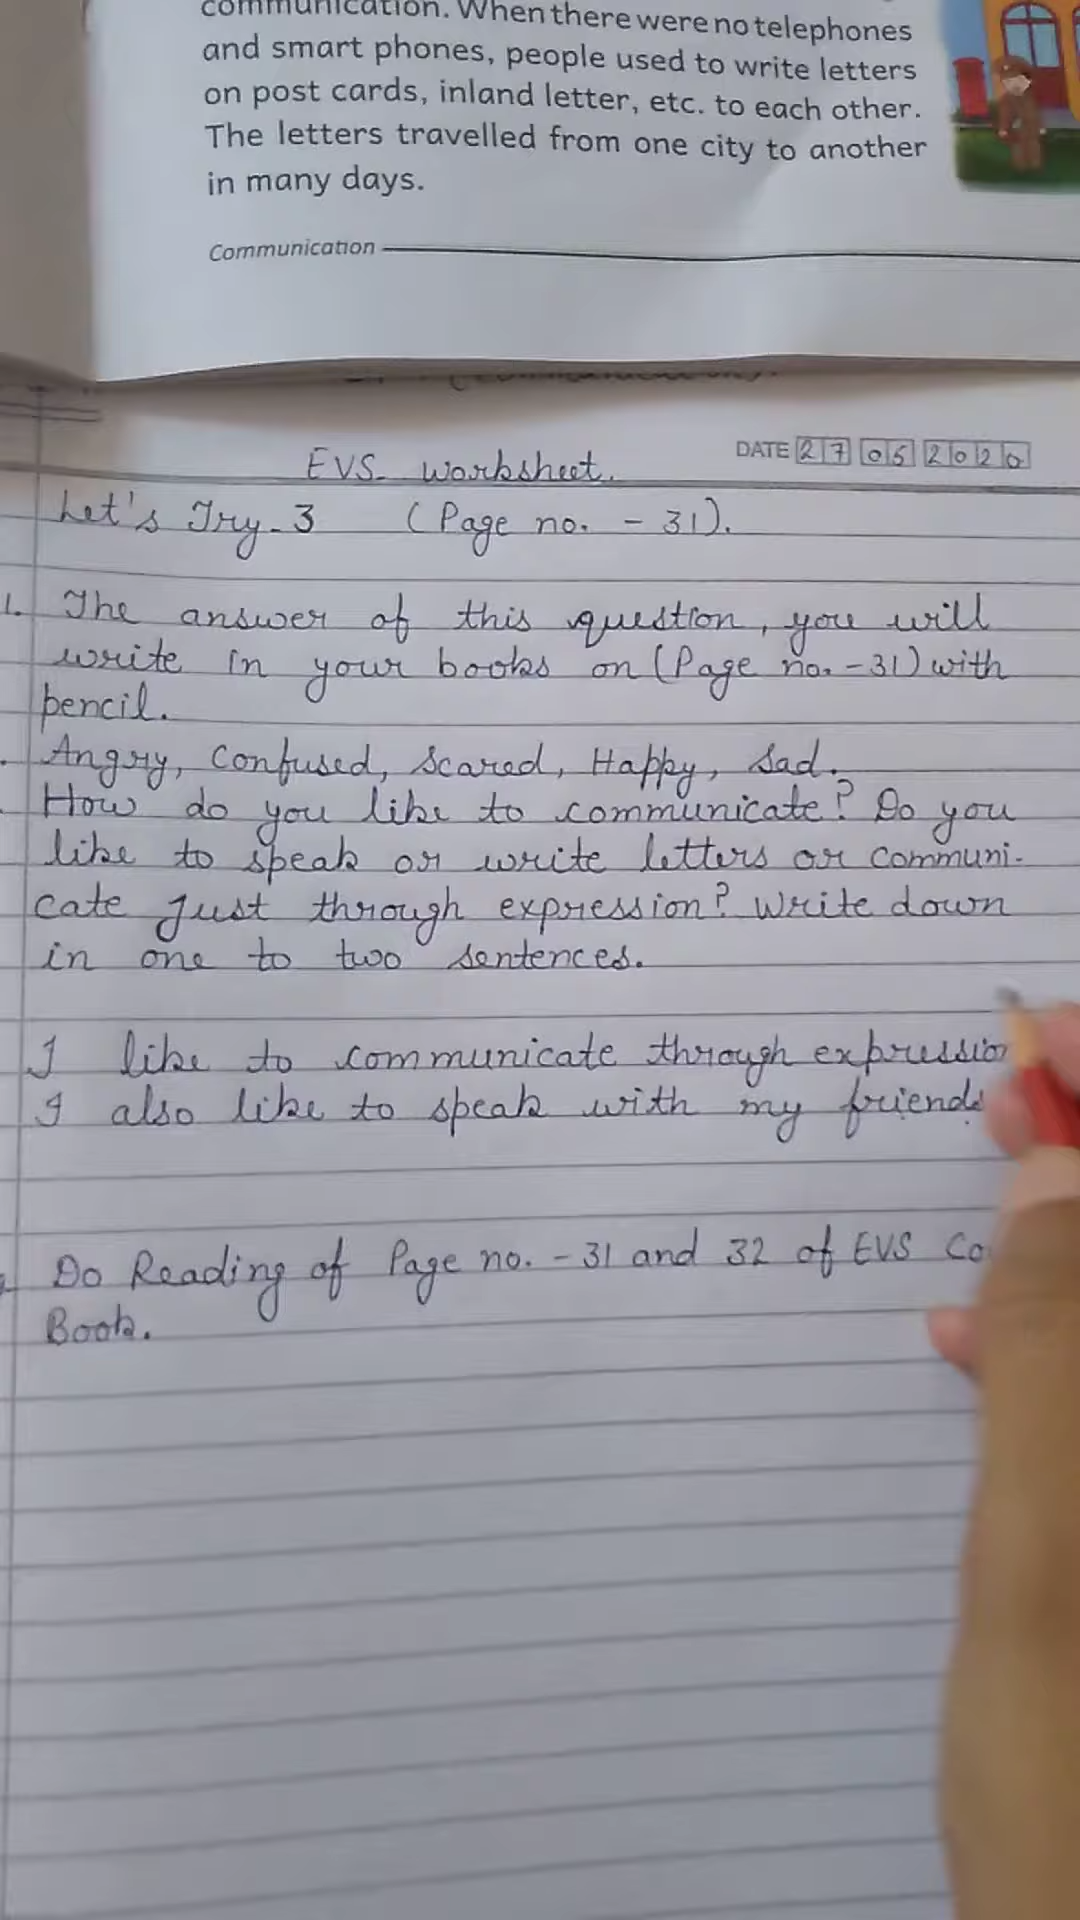 communication. When there were no telephones
and smart phones, people used to write letters
on post cards, inland letter, etc. to each other.
The letters travelled from one city to another
in many days.
Communication
DATE 27 05 2020
EVS- Worksheet.
Let's Try-3 (Page no. - 31).
1. The answer of this question, you will
write in your books on (Page no. - 31) with
pencil.
Angry, Confused, Scared, Happy, Sad.
How do you like to communicate? Do you
like to speak or write letters or communi-
cate Just through expression? Write down
in one to two sentences.
I like to communicate through expression
I also like to speak with my friends
Do Reading of Page no. - 31 and 32 of EVS
Book.